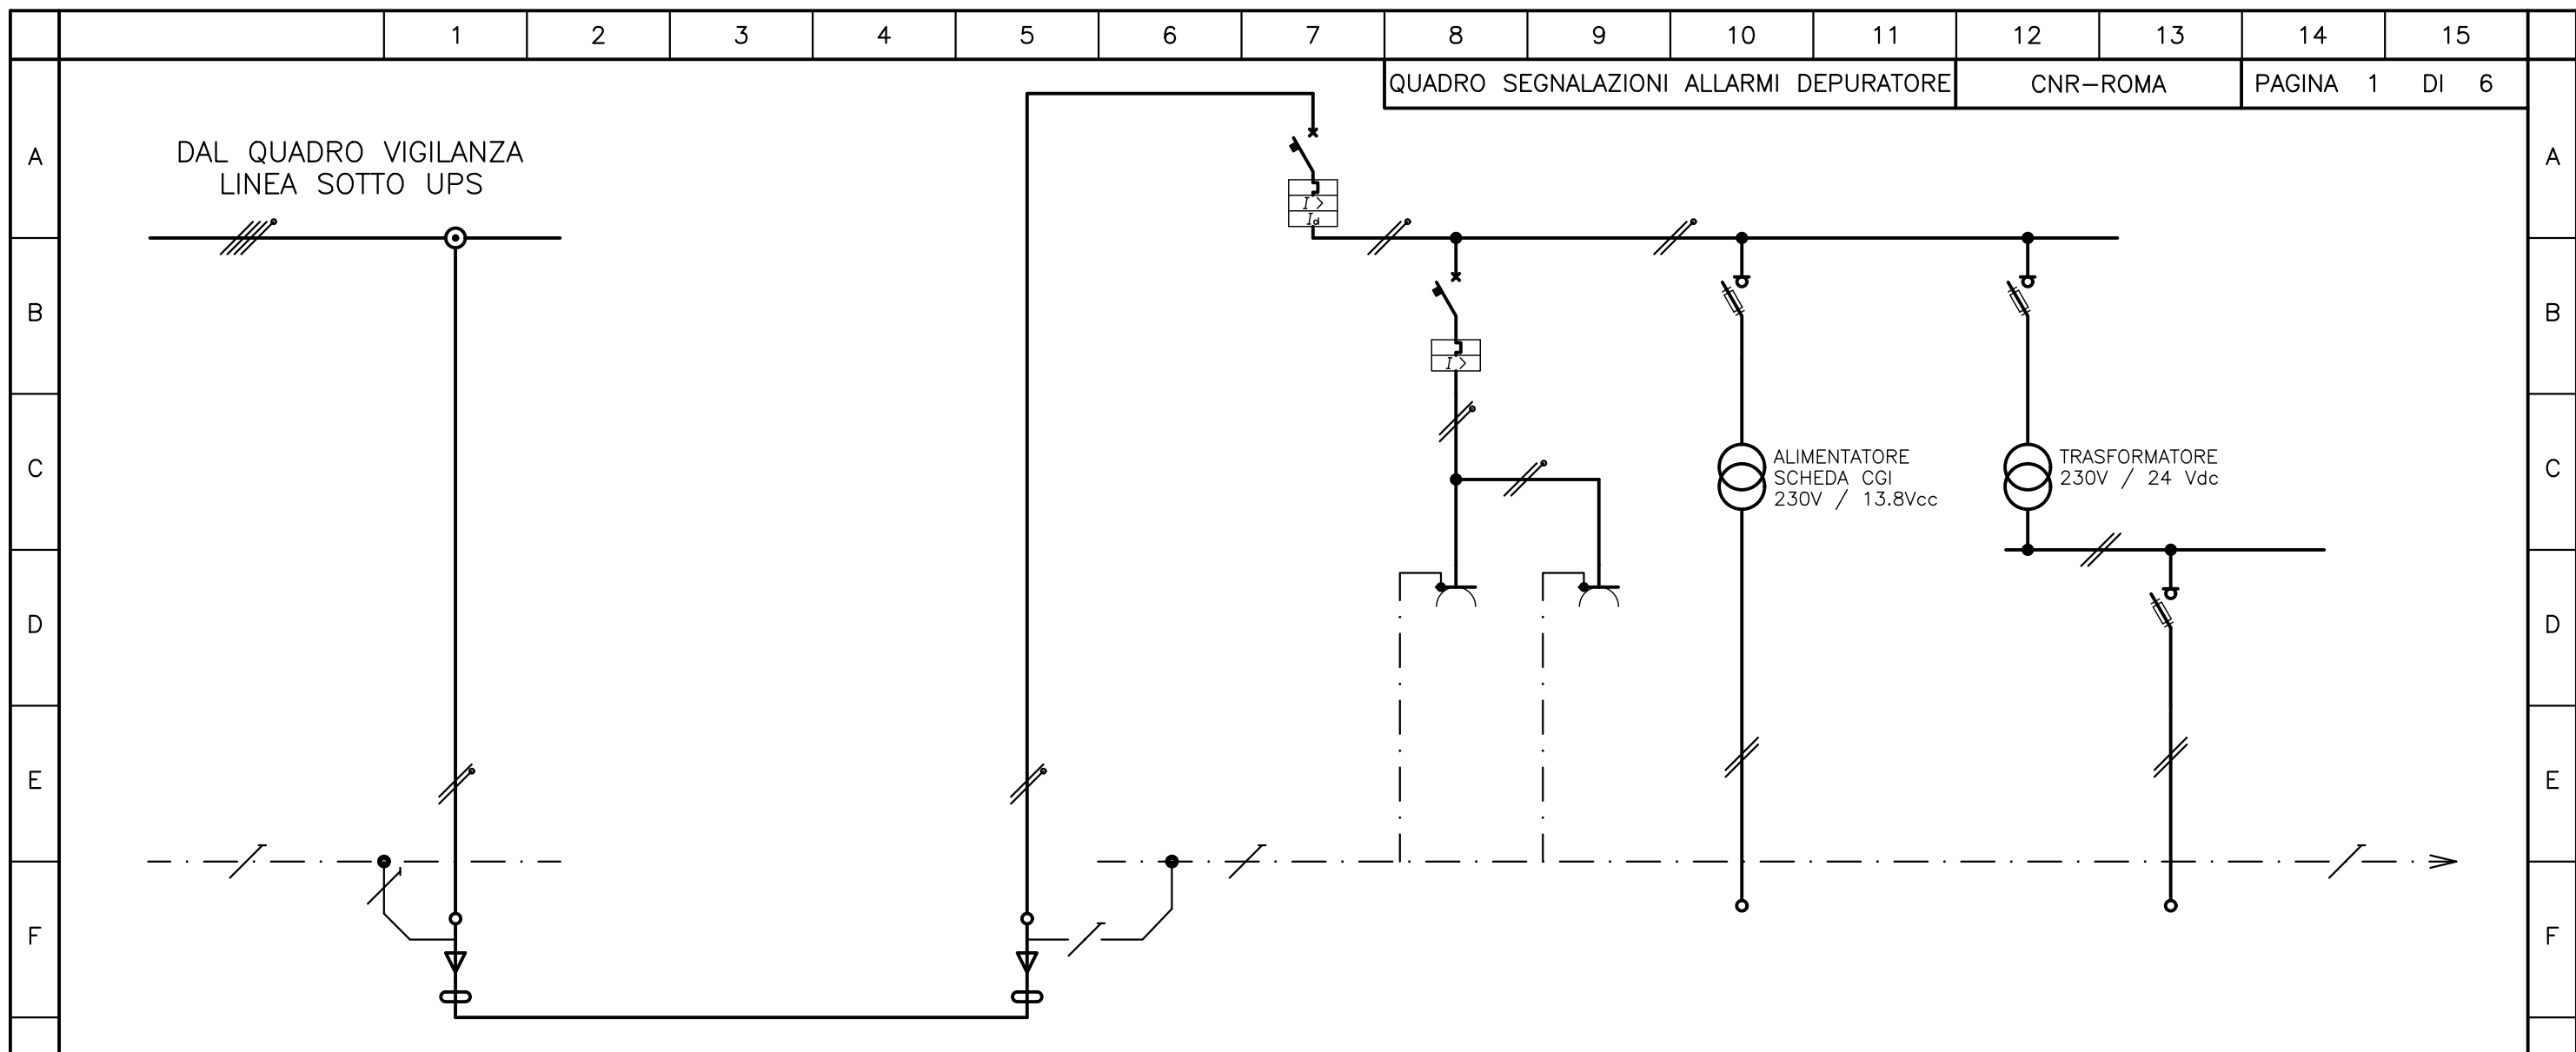 1 2 3 4 5 6 7 8 9 10 11 12 13 14 15
QUADRO SEGNALAZIONI ALLARMI DEPURATORE CNR-ROMA PAGINA 1 DI 6
A A
DAL QUADRO VIGILANZA
LINEA SOTTO UPS
I >
Id
B B
I >
C C
ALIMENTATORE
SCHEDA CGI
230V / 13.8Vcc
TRASFORMATORE
230V / 24 Vdc
D D
E E
F F